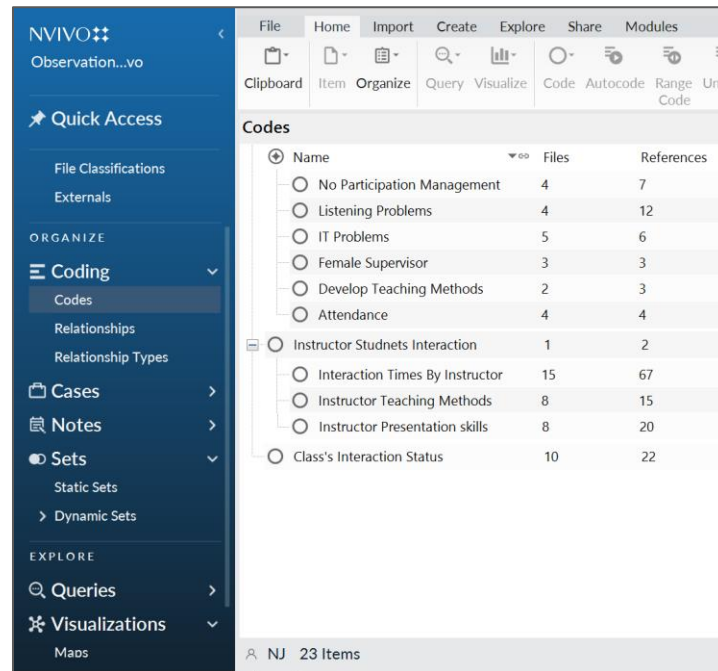 NVIVO
Observation...vo
Quick Access
File Classifications
Externals
ORGANIZE
Coding
Codes
Relationships
Relationship Types
Cases
Notes
Sets
Static Sets
Dynamic Sets
EXPLORE
Queries
Visualizations
Maps
File Home Import Create Explore Share Modules
Clipboard Item Organize Query Visualize Code Autocode Range
Code
Codes
Name Files References
No Participation Management 4 7
Listening Problems 4 12
IT Problems 5 6
Female Supervisor 3 3
Develop Teaching Methods 2 3
Attendance 4 4
Instructor Studnets Interaction 1 2
Interaction Times By Instructor 15 67
Instructor Teaching Methods 8 15
Instructor Presentation skills 8 20
Class's Interaction Status 10 22
NJ 23 Items